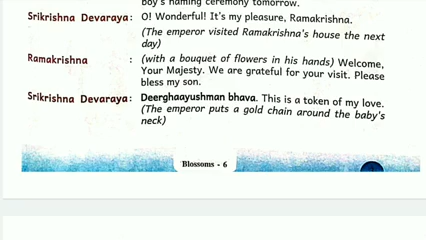 Boy's naming ceremony tomorrow.
Srikrishna Devaraya: O! Wonderful! It's my pleasure, Ramakrishna.
(The emperor visited Ramakrishna's house the next
day)
Ramakrishna : (with a bouquet of flowers in his hands) Welcome,
Your Majesty. We are grateful for your visit. Please
bless my son.
Srikrishna Devaraya: Deerghaayushman bhava. This is a token of my love.
(The emperor puts a gold chain around the baby's
neck)
Blossoms - 6